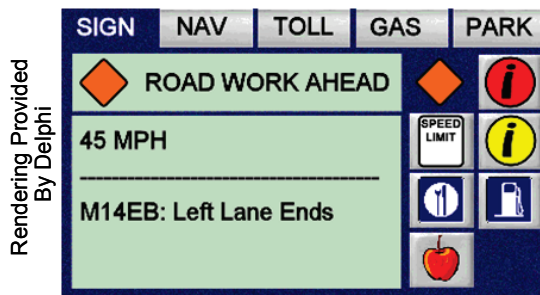 SIGN NAV TOLL GAS PARK
ROAD WORK AHEAD
i
45 MPH
SPEED
LIMIT
i
--------------------------------------
M14EB: Left Lane Ends
Rendering Provided
By Delphi